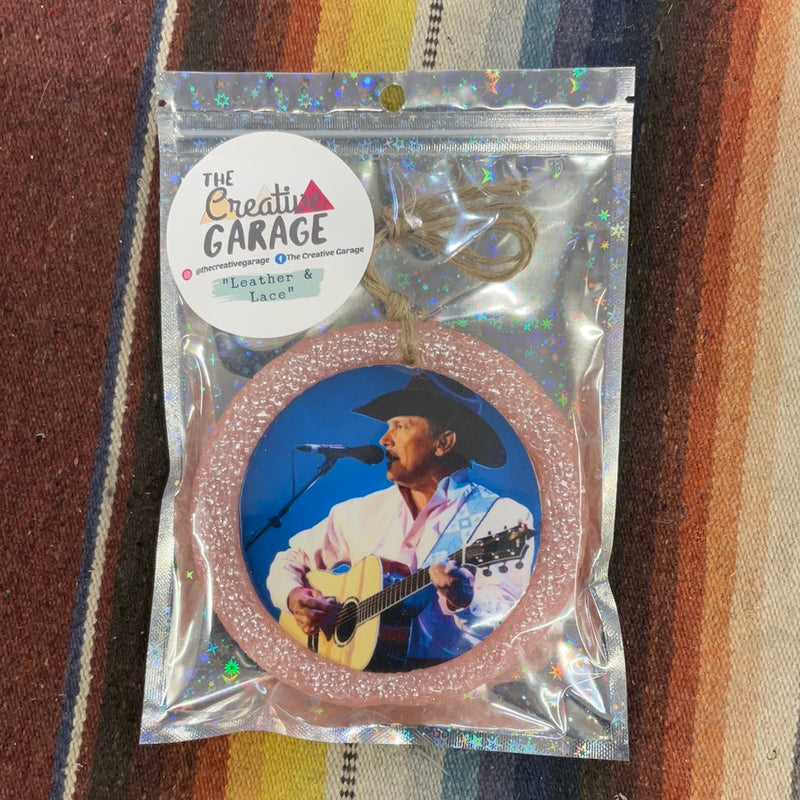 THE
Creative
GARAGE
@thecreativegarage The Creative Garage
"Leather &
Lace"